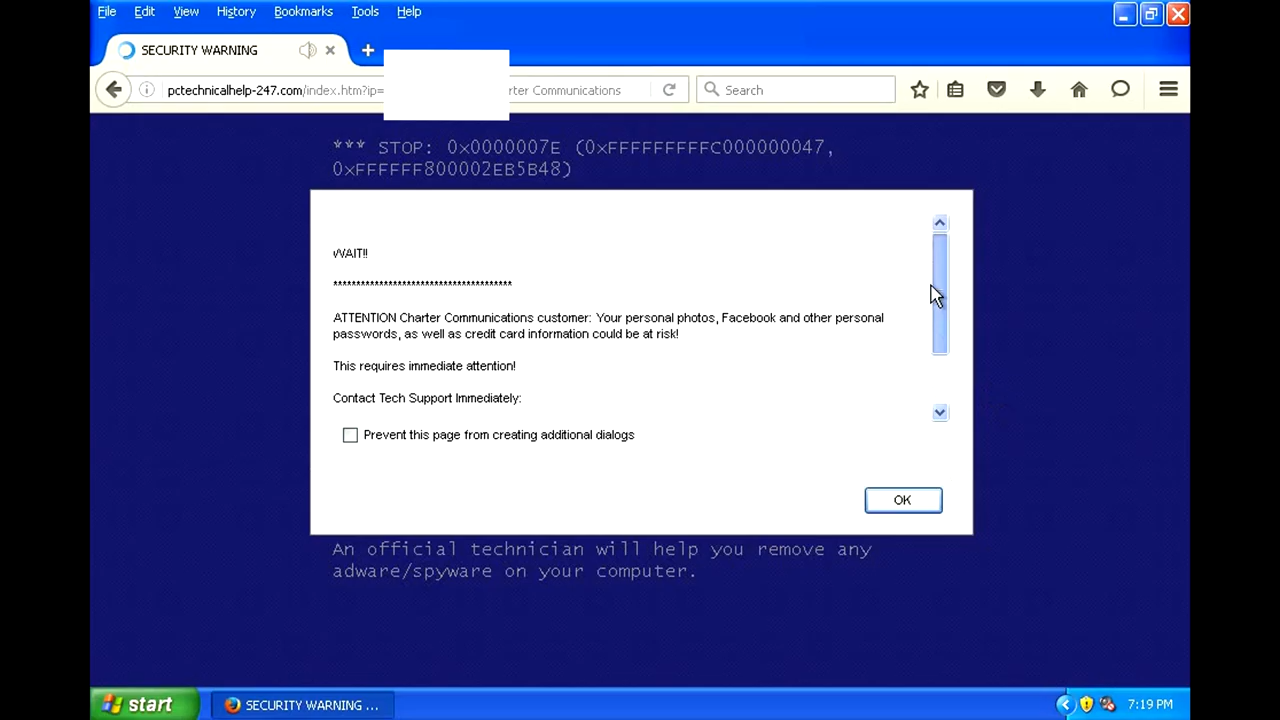 File Edit View History Bookmarks Tools Help
SECURITY WARNING
pctechnicalhelp-247.com/index.htm?ip= rter Communications
Search
*** STOP: 0x0000007E (0xFFFFFFFFFC000000047,
0xFFFFFF800002EB5B48)
WAIT!!
***************************************
ATTENTION Charter Communications customer: Your personal photos, Facebook and other personal
passwords, as well as credit card information could be at risk!
This requires immediate attention!
Contact Tech Support Immediately:
Prevent this page from creating additional dialogs
OK
An official technician will help you remove any
adware/spyware on your computer.
start
SECURITY WARNING ...
7:19 PM